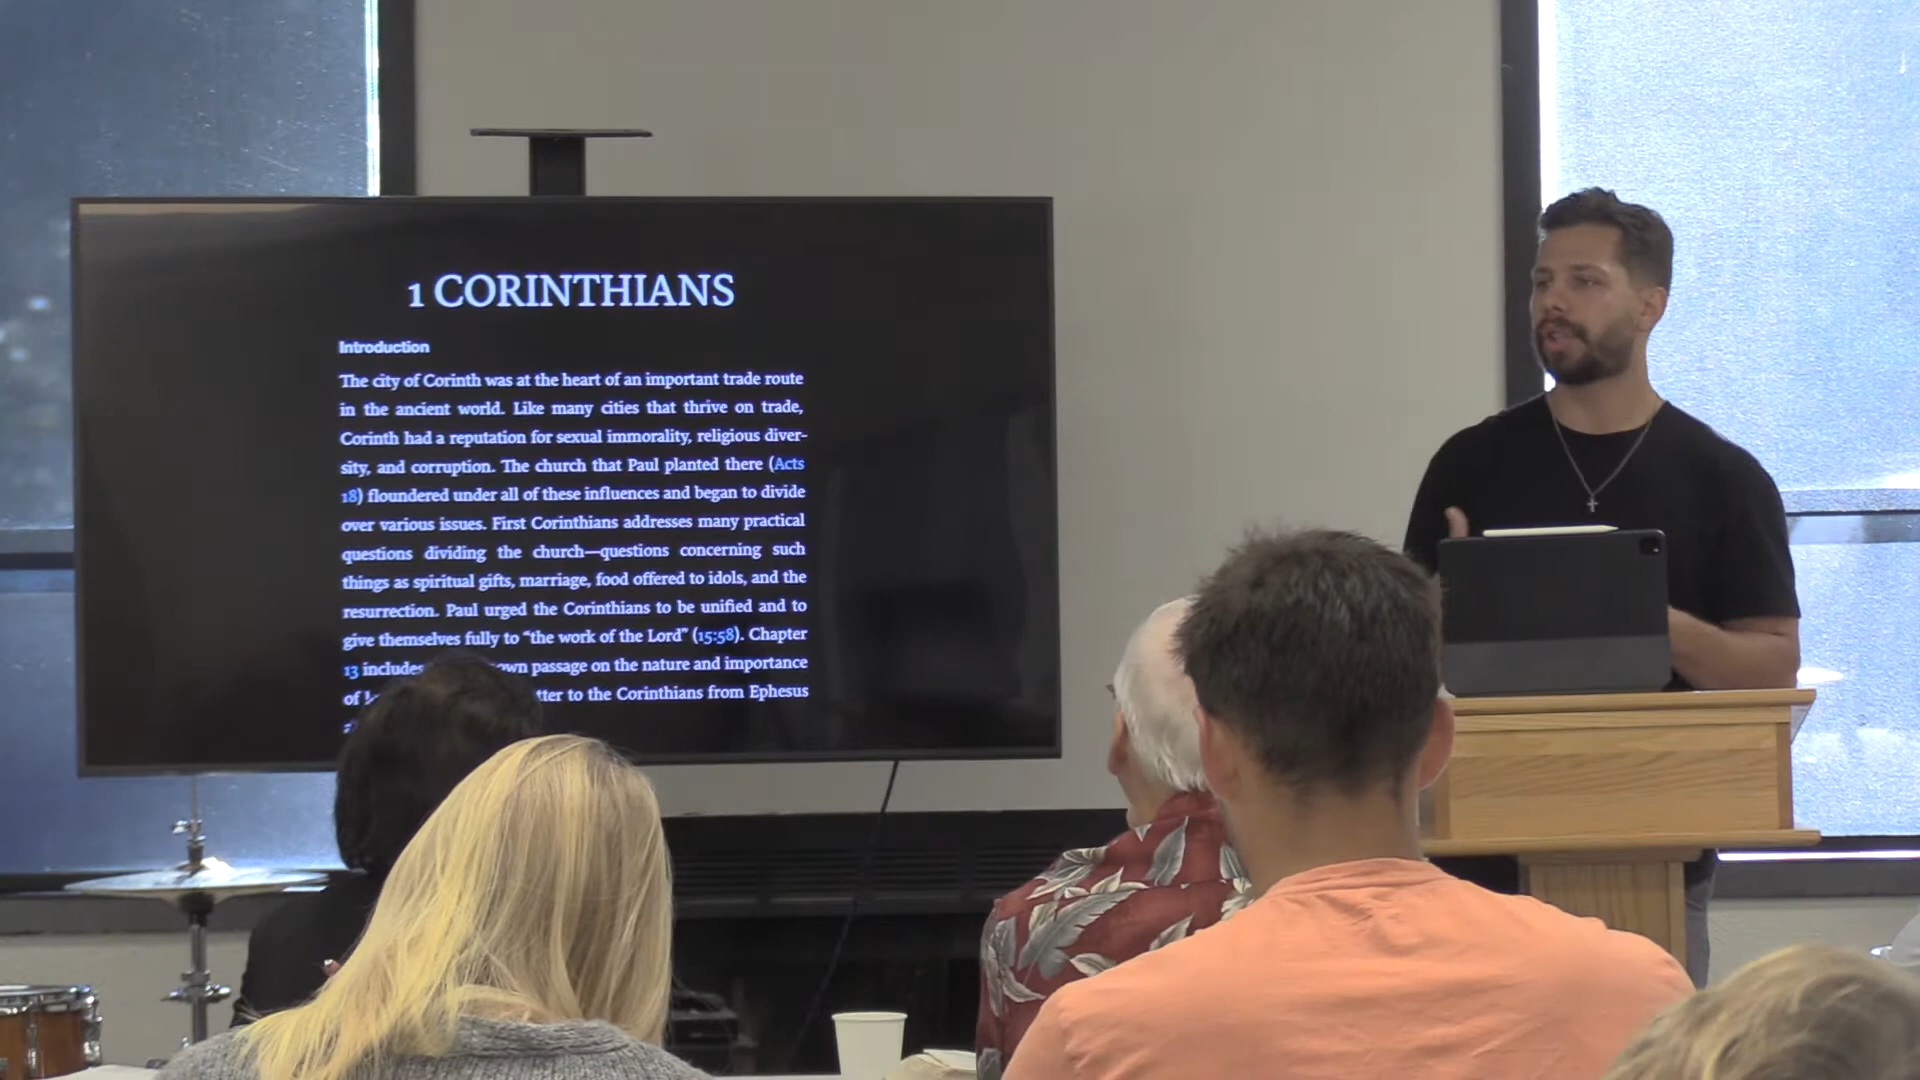 1 CORINTHIANS
Introduction
The city of Corinth was at the heart of an important trade route
in the ancient world. Like many cities that thrive on trade,
Corinth had a reputation for sexual immorality, religious diver-
sity, and corruption. The church that Paul planted there (Acts
18) floundered under all of these influences and began to divide
over various issues. First Corinthians addresses many practical
questions dividing the church—questions concerning such
things as spiritual gifts, marriage, food offered to idols, and the
resurrection. Paul urged the Corinthians to be unified and to
give themselves fully to “the work of the Lord” (15:58). Chapter
13 includes passage on the nature and importance
of to the Corinthians from Ephesus